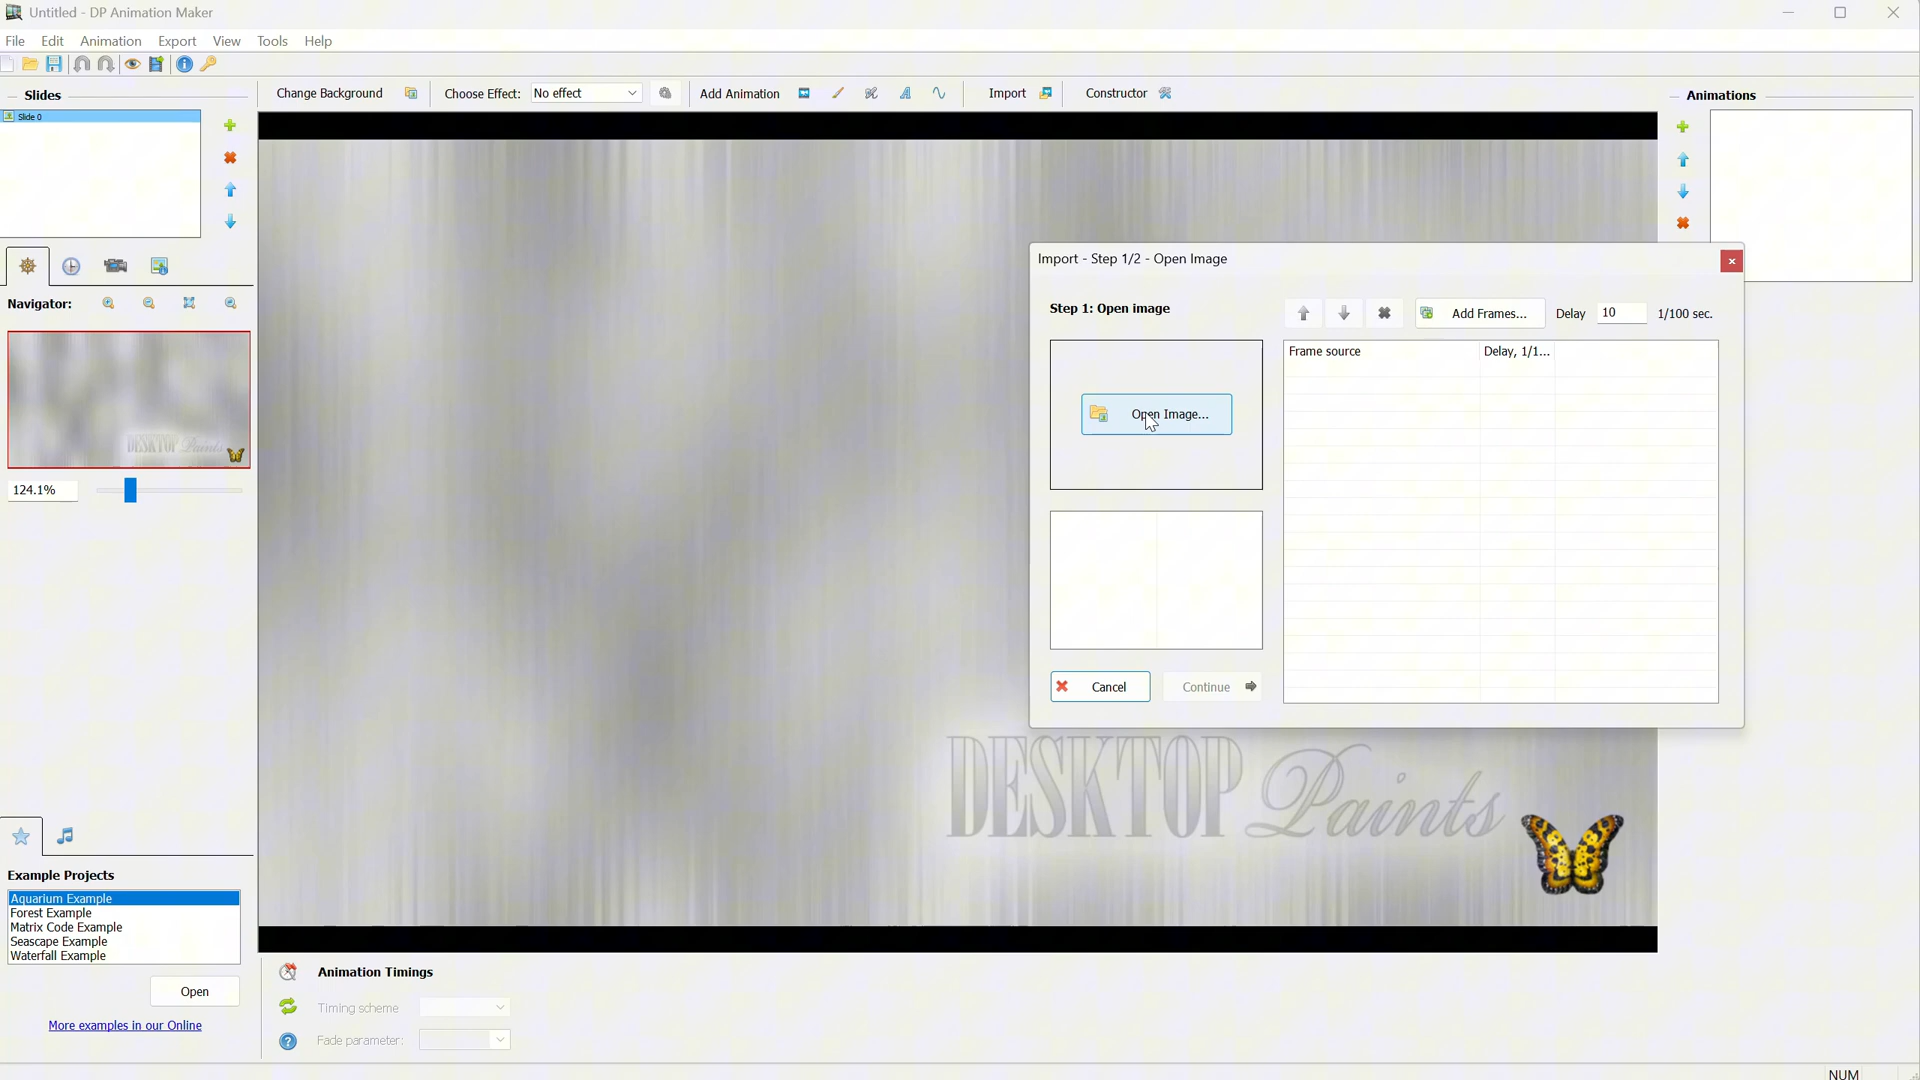 Untitled - DP Animation Maker
File Edit Animation Export View Tools Help
Slides
Change Background
Choose Effect: No effect
Add Animation
Import
Constructor
Animations
Slide 0
Navigator:
124.1%
Import - Step 1/2 - Open Image
Step 1: Open image
Add Frames...
Delay 10 1/100 sec.
Frame source
Delay, 1/1...
Open Image...
Cancel
Continue
DESKTOP Paints
DESKTOP Paints
Example Projects
Aquarium Example
Forest Example
Matrix Code Example
Seascape Example
Waterfall Example
Open
More examples in our Online
Animation Timings
Timing scheme
Fade parameter:
NUM